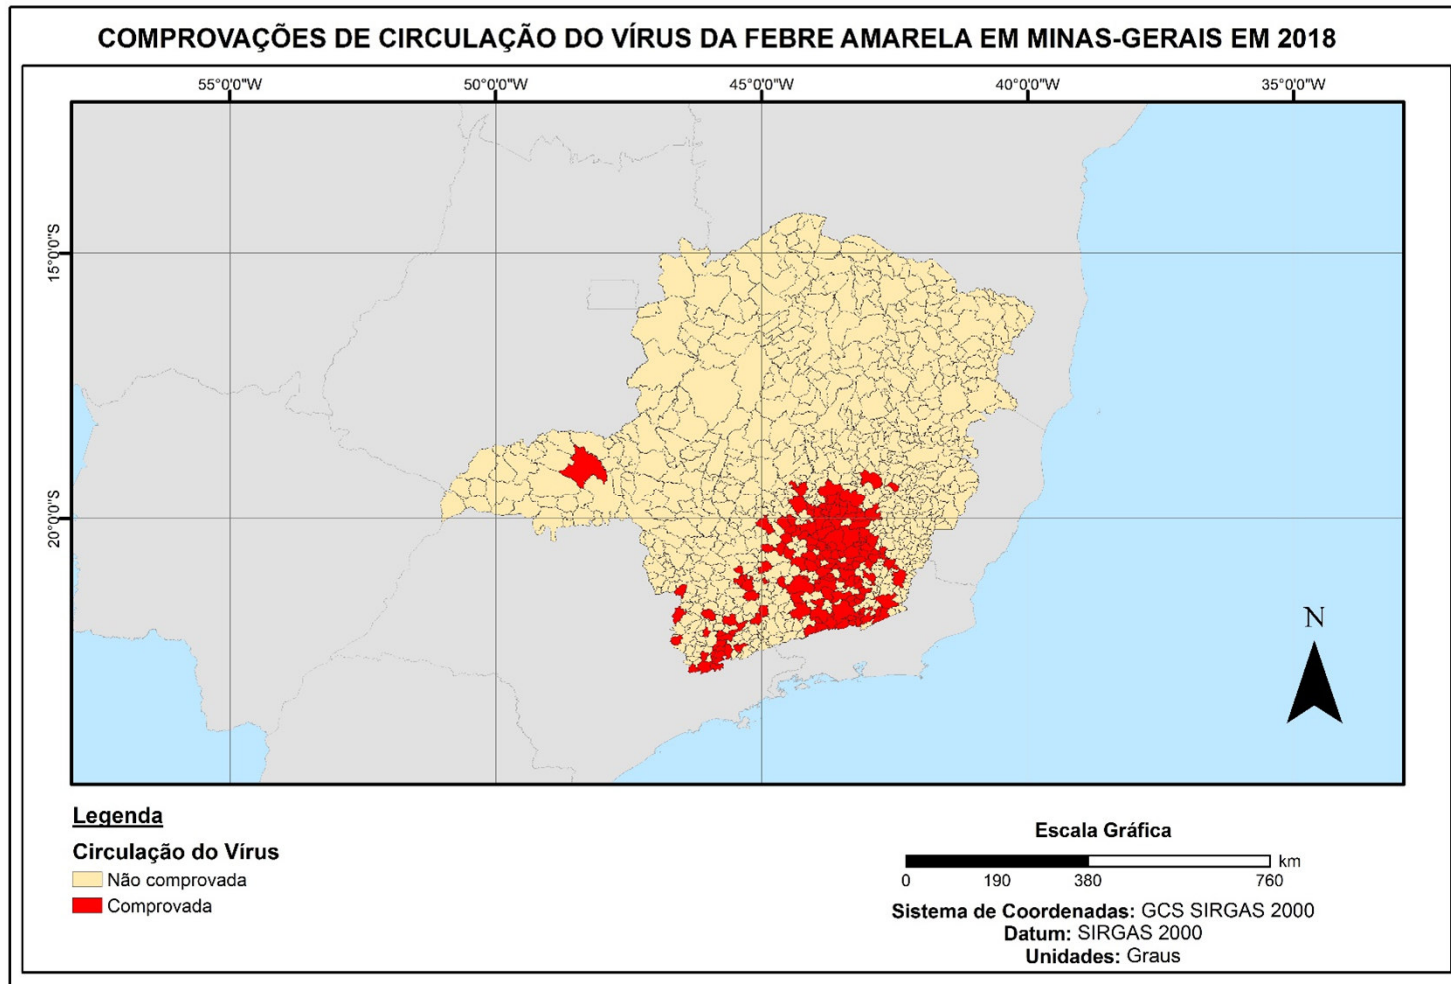 COMPROVAÇÕES DE CIRCULAÇÃO DO VÍRUS DA FEBRE AMARELA EM MINAS-GERAIS EM 2018
55°0'0"W 50°0'0"W 45°0'0"W 40°0'0"W 35°0'0"W
15°0'0"S
20°0'0"S
N
Legenda
Circulação do Vírus
Não comprovada
Comprovada
Escala Gráfica
km
0 190 380 760
Sistema de Coordenadas: GCS SIRGAS 2000
Datum: SIRGAS 2000
Unidades: Graus